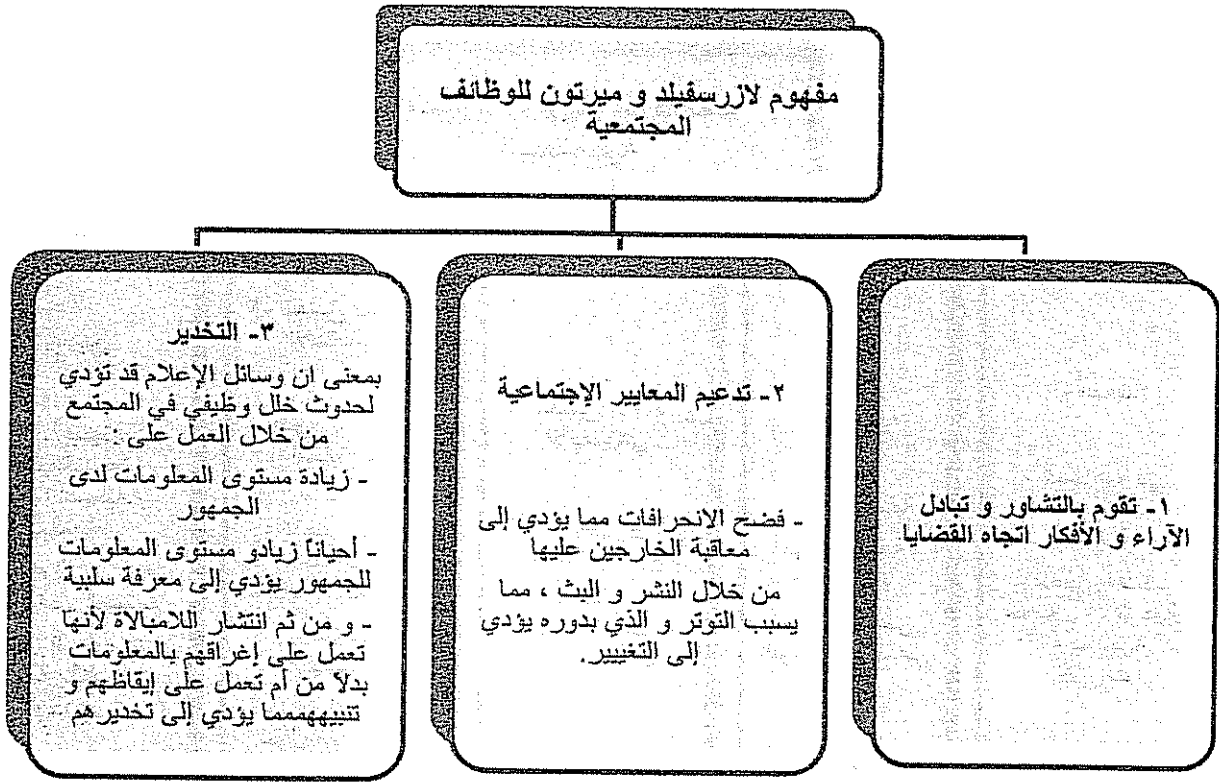 مفهوم لازرسفيلد و ميرتون للوظائف
المجتمعية
١- تقوم بالتشاور و تبادل
الآراء و الأفكار اتجاه القضايا
٢- تدعيم المعايير الإجتماعية
- فضح الانحرافات مما يؤدي إلى
معاقبة الخارجين عليها
من خلال النشر و البث ، مما
يسبب التوتر و الذي بدوره يؤدي
إلى التغيير.
٣- التخدير
بمعنى ان وسائل الإعلام قد تؤدي
لحدوث خلل وظيفي في المجتمع
من خلال العمل على :
- زيادة مستوى المعلومات لدى
الجمهور
- أحياناً زيادو مستوى المعلومات
للجمهور يؤدي إلى معرفة سلبية
- و من ثم انتشار اللامبالاة لأنها
تعمل على إغراقهم بالمعلومات
بدلاً من أم تعمل على إيقاظهم و
تنبيههممما يؤدي إلى تخديرهم